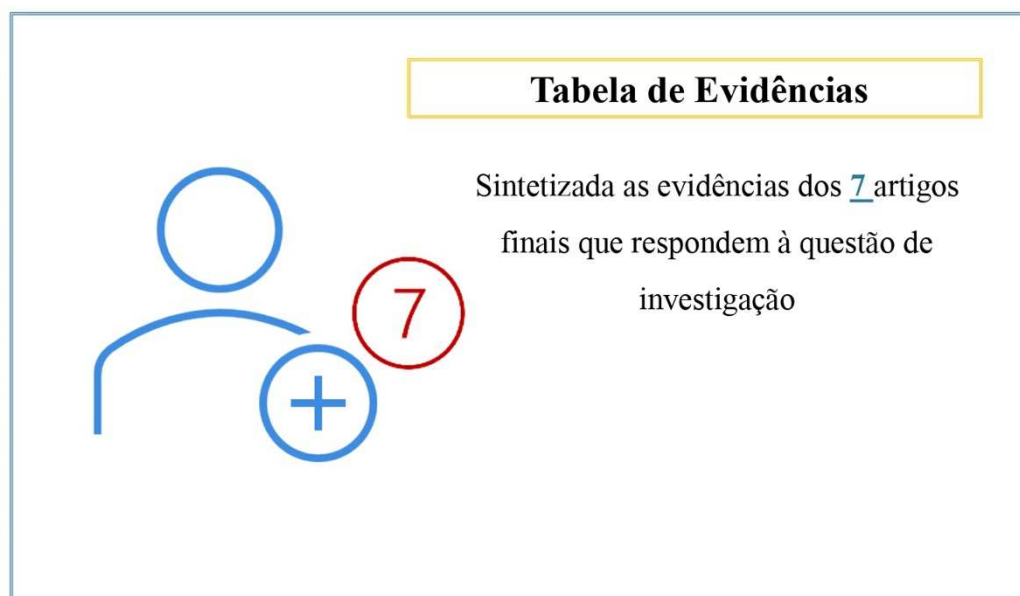 Tabela de Evidências
Sintetizada as evidências dos 7 artigos
finais que respondem à questão de
investigação
7